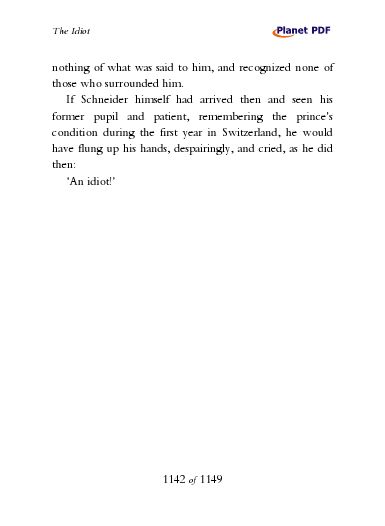 The Idiot
Planet PDF
nothing of what was said to him, and recognized none of
those who surrounded him.
If Schneider himself had arrived then and seen his
former pupil and patient, remembering the prince's
condition during the first year in Switzerland, he would
have flung up his hands, despairingly, and cried, as he did
then:
'An idiot!'
1142 of 1149